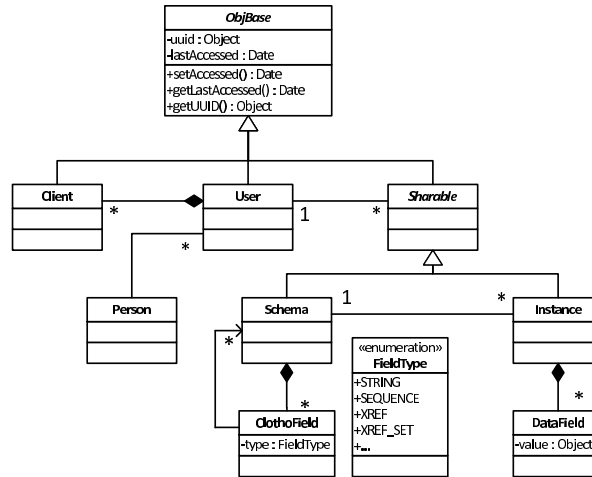 ObjBase
-uuid : Object
-lastAccessed : Date
+setAccessed() : Date
+getLastAccessed() : Date
+getUUID() : Object
Client
User
Sharable
*
1
*
*
Person
Schema
1
*
Instance
*
«enumeration»
FieldType
+STRING
+SEQUENCE
+XREF
+XREF_SET
+...
*
ClothoField
-type : FieldType
*
DataField
-value : Object